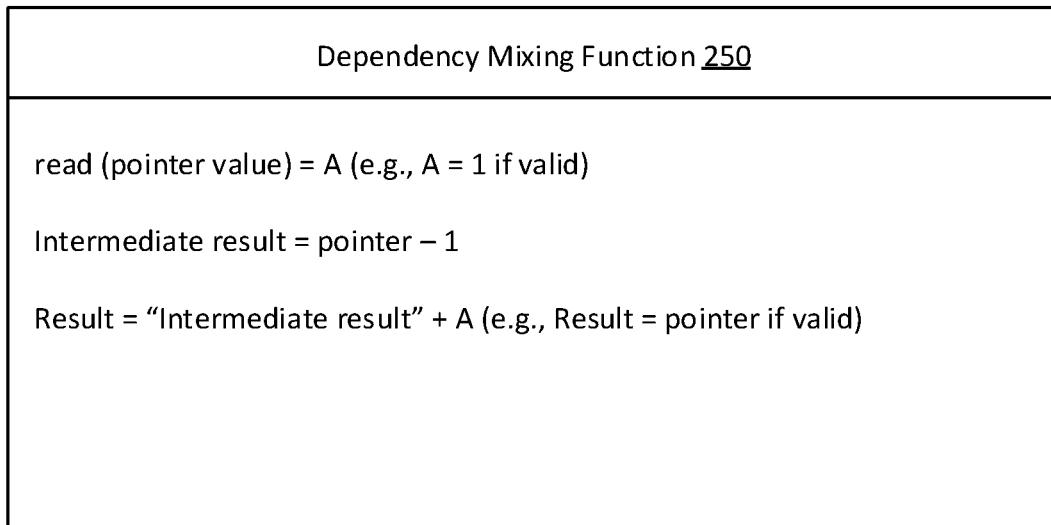 Dependency Mixing Function 250
read (pointer value) = A (e.g., A = 1 if valid)
Intermediate result = pointer – 1
Result = “Intermediate result” + A (e.g., Result = pointer if valid)